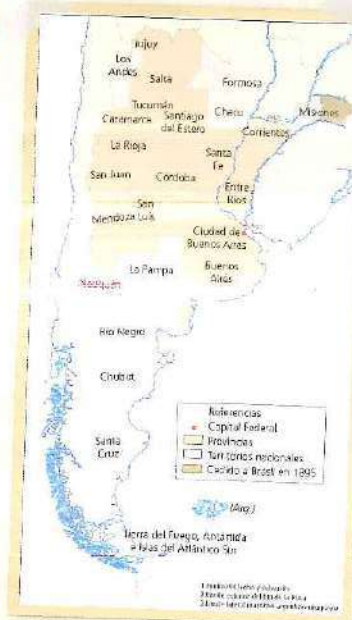 Jujuy
Los
Andes
Salta
Formosa
Tucumán
Catamarca
Santiago
del Estero
Chaco
Misiones
Corrientes
La Rioja
Santa
Fe
San Juan
Córdoba
Entre
Ríos
San
Mendoza Luis
Ciudad de
Buenos Aires
La Pampa
Buenos
Aires
Neuquén
Río Negro
Chubut
Santa
Cruz
Referencias
Capital Federal
Provincias
Territorios nacionales
Cedido a Brasil en 1895
(Arg.)
Tierra del Fuego, Antártida
e Islas del Atlántico Sur